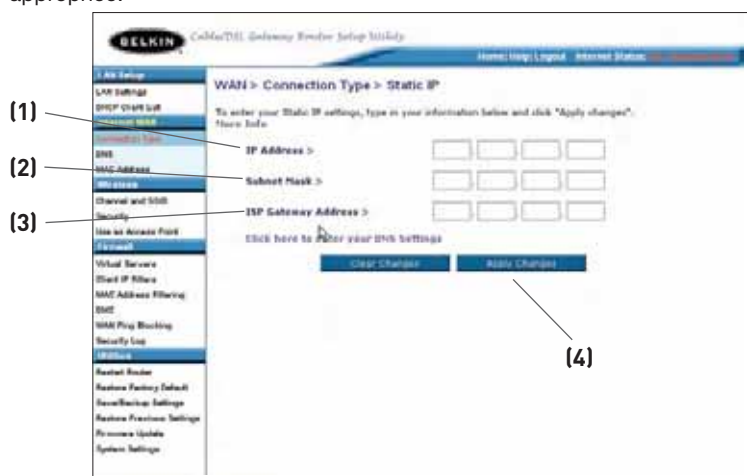 BELKIN Cable/DSL Gateway Router Setup Utility
Home|Help|Logout Internet Status:
LAN Setup
LAN Settings
DHCP Client List
Internet WAN
Connection Type
DNS
MAC Address
Wireless
Channel and SSID
Security
Use as Access Point
Firewall
Virtual Servers
Client IP Filters
MAC Address Filtering
DMZ
WAN Ping Blocking
Security Log
Utilities
Restart Router
Restore Factory Default
Save/Backup Settings
Restore Previous Settings
Firmware Update
System Settings
WAN > Connection Type > Static IP
To enter your Static IP settings, type in your information below and click "Apply changes".
More Info
(1) IP Address >
(2) Subnet Mask >
(3) ISP Gateway Address >
Click here to enter your DNS Settings
Clear Changes Apply Changes
(4)